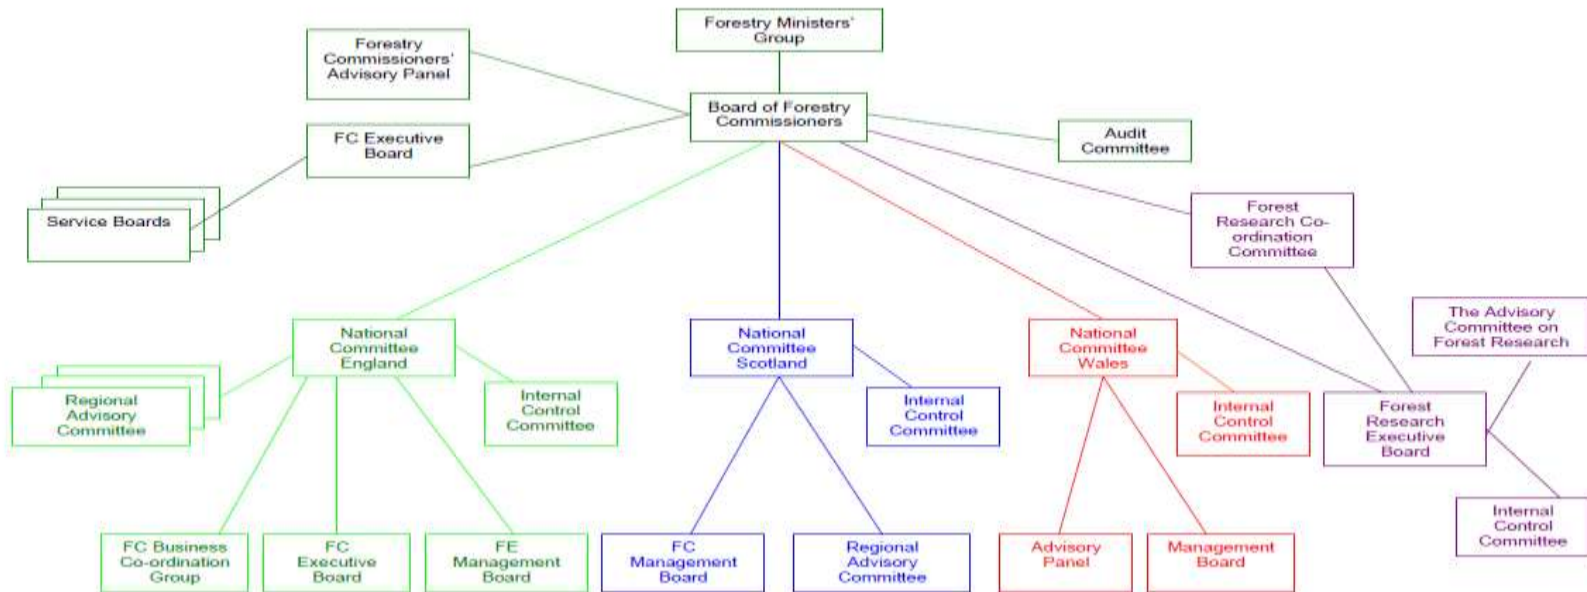 Forestry Ministers'
Group
Forestry
Commissioners'
Advisory Panel
Board of Forestry
Commissioners
FC Executive
Board
Audit
Committee
Service Boards
Forest
Research Co-
ordination
Committee
The Advisory
Committee on
Forest Research
National
Committee
England
National
Committee
Scotland
National
Committee
Wales
Regional
Advisory
Committee
Internal
Control
Committee
Internal
Control
Committee
Internal
Control
Committee
Forest
Research
Executive
Board
Internal
Control
Committee
FC Business
Co-ordination
Group
FC
Executive
Board
FE
Management
Board
FC
Management
Board
Regional
Advisory
Committee
Advisory
Panel
Management
Board